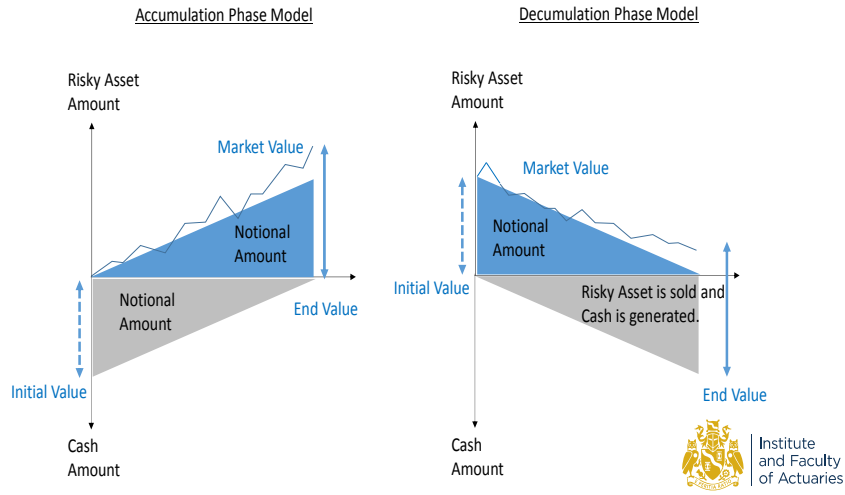 Accumulation Phase Model
Risky Asset
Amount
Market Value
Notional
Amount
Notional
Amount
End Value
Initial Value
Cash
Amount
Decumulation Phase Model
Risky Asset
Amount
Market Value
Notional
Amount
Initial Value
Risky Asset is sold and
Cash is generated.
End Value
Cash
Amount
Institute
and Faculty
of Actuaries